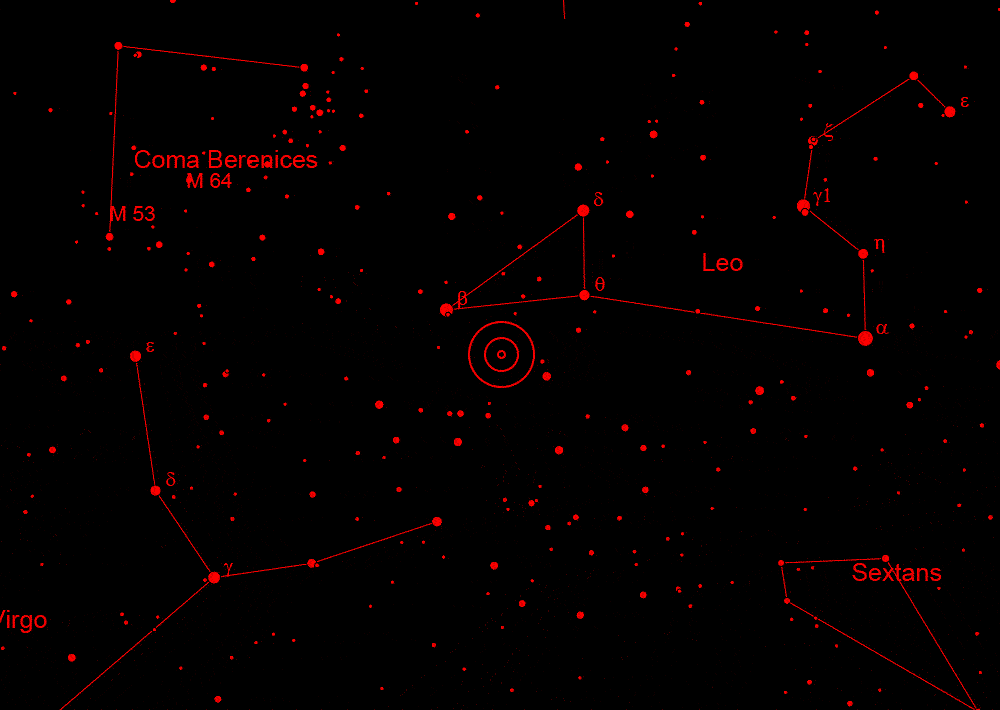 ε
ζ
Coma Berenices
M 64
γ1
δ
M 53
η
Leo
θ
β
α
ε
δ
γ
Sextans
Virgo